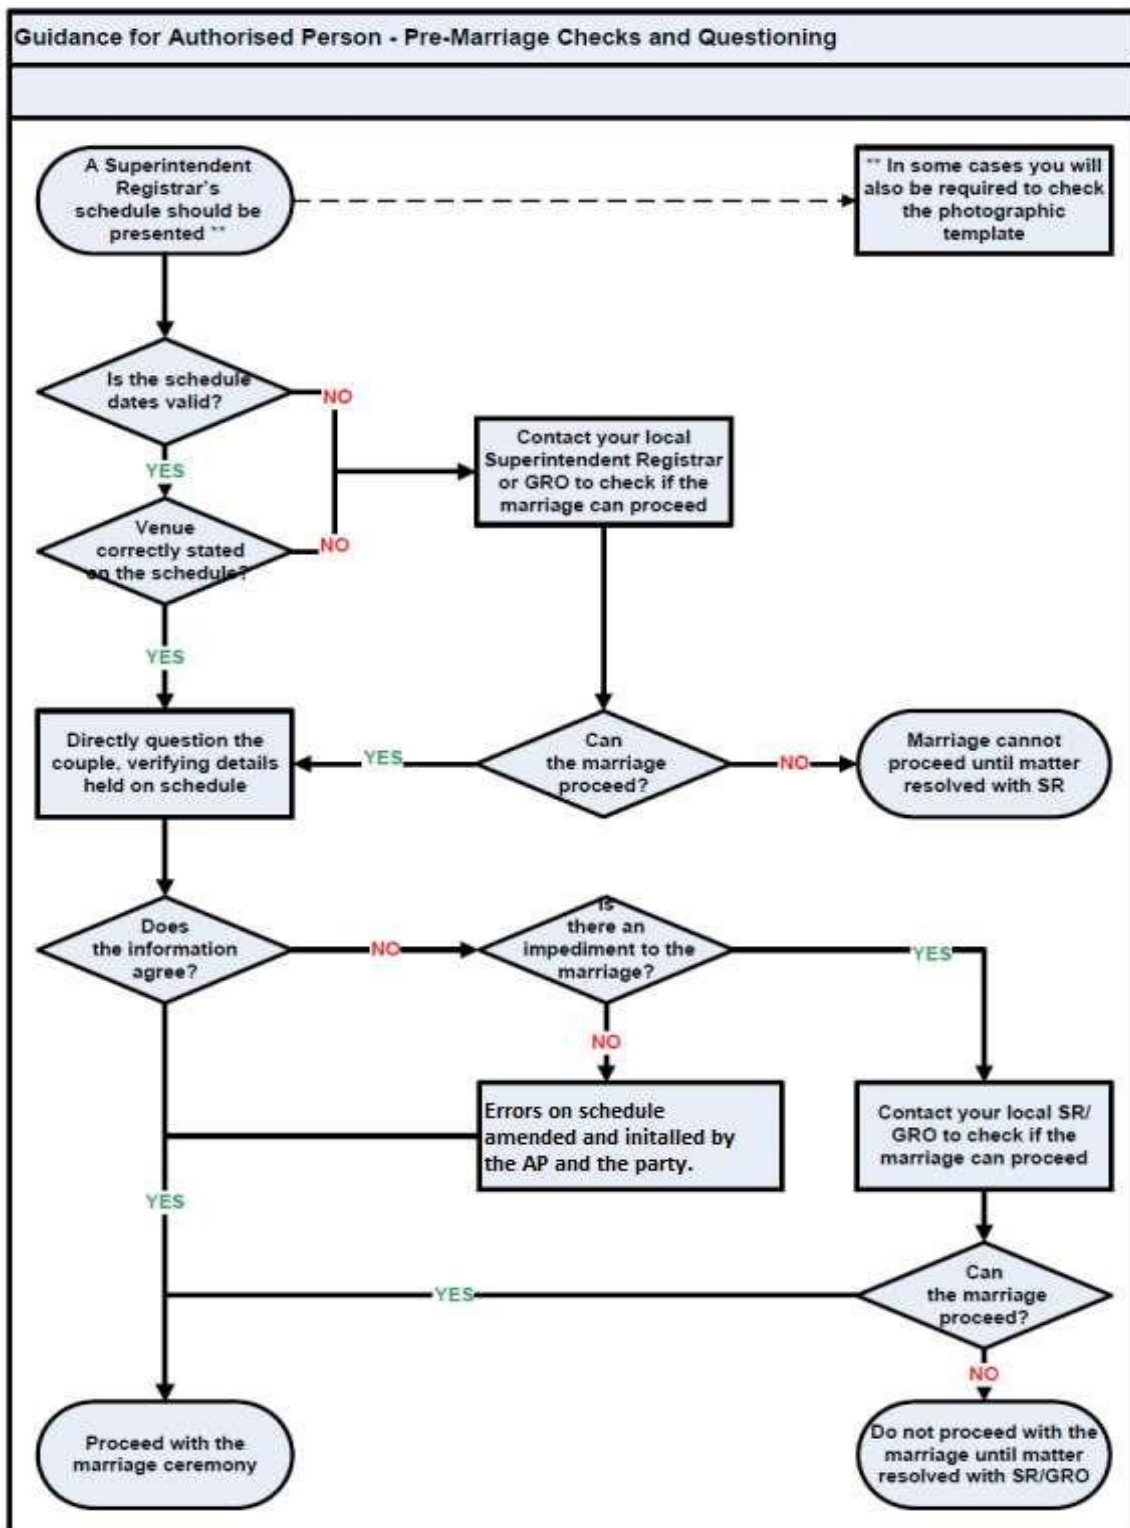 Guidance for Authorised Person - Pre-Marriage Checks and Questioning
A Superintendent
Registrar's
schedule should be
presented **
** In some cases you will
also be required to check
the photographic
template
Is the schedule
dates valid?
NO
YES
Contact your local
Superintendent Registrar
or GRO to check if the
marriage can proceed
Venue
correctly stated
on the schedule?
NO
YES
Directly question the
couple, verifying details
held on schedule
YES
Can
the marriage
proceed?
NO
Marriage cannot
proceed until matter
resolved with SR
Does
the information
agree?
NO
Is
there an
impediment to the
marriage?
YES
NO
Errors on schedule
amended and initalled by
the AP and the party.
Contact your local SR/
GRO to check if the
marriage can proceed
YES
YES
Can
the marriage
proceed?
NO
Proceed with the
marriage ceremony
Do not proceed with the
marriage until matter
resolved with SR/GRO